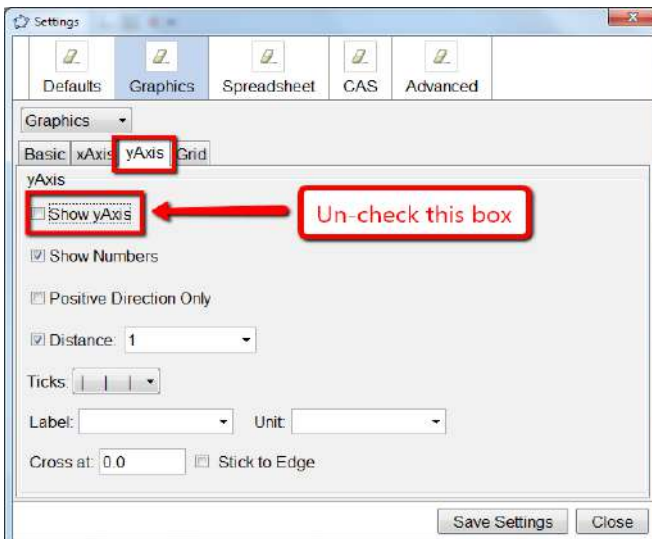 Settings
Defaults Graphics Spreadsheet CAS Advanced
Graphics
Basic xAxis yAxis Grid
yAxis
Show yAxis
Un-check this box
Show Numbers
Positive Direction Only
Distance: 1
Ticks: | | |
Label: Unit:
Cross at: 0.0 Stick to Edge
Save Settings Close